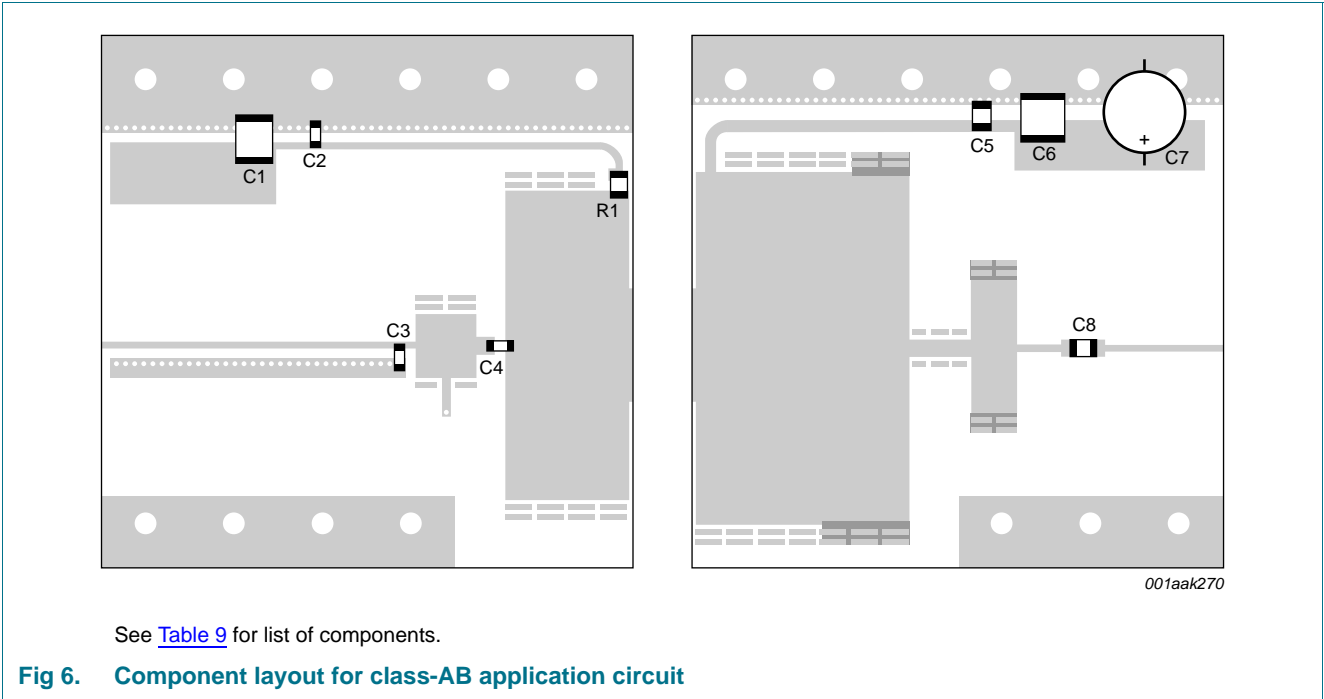 C1
C2
R1
C3
C4
C5
C6
+
C7
C8
001aak270
See Table 9 for list of components.
Fig 6. Component layout for class-AB application circuit